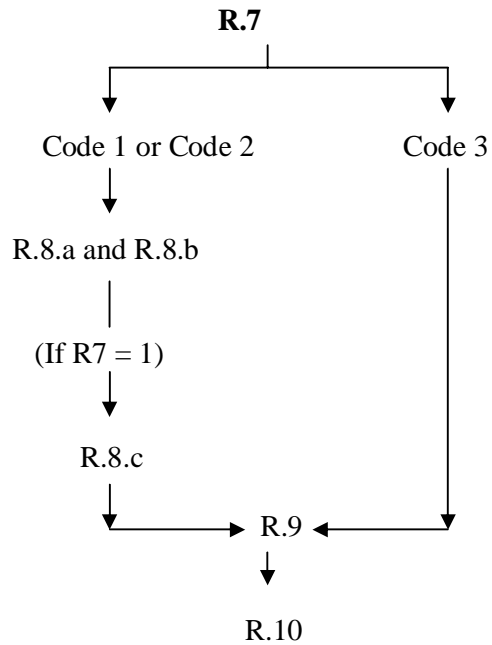 R.7
Code 1 or Code 2
Code 3
R.8.a and R.8.b
(If R7 = 1)
R.8.c
R.9
R.10